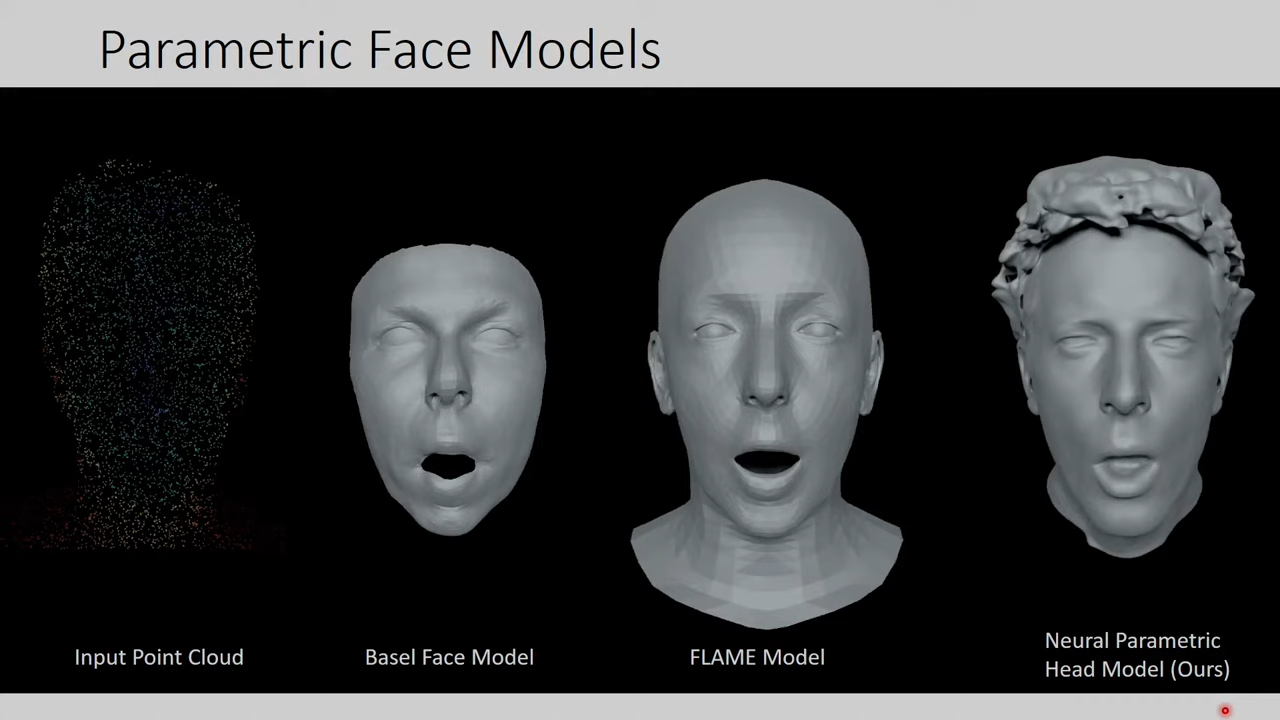 Parametric Face Models
Input Point Cloud
Basel Face Model
FLAME Model
Neural Parametric
Head Model (Ours)